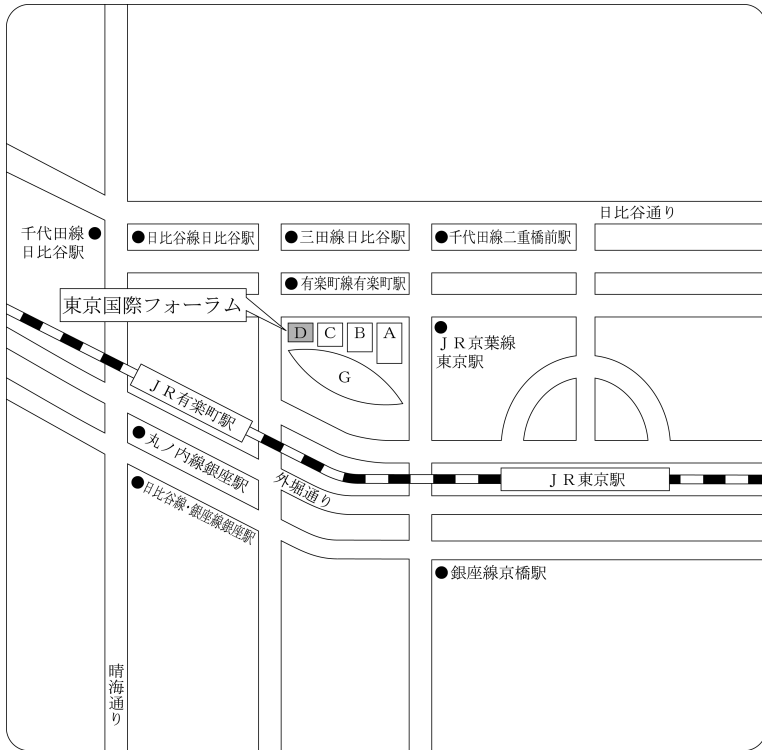 日比谷通り
千代田線
日比谷駅
日比谷線日比谷駅
三田線日比谷駅
千代田線二重橋前駅
有楽町線有楽町駅
東京国際フォーラム
D
C
B
A
G
JR京葉線
東京駅
JR有楽町駅
丸ノ内線銀座駅
日比谷線・銀座線銀座駅
外堀通り
JR東京駅
銀座線京橋駅
晴海通り